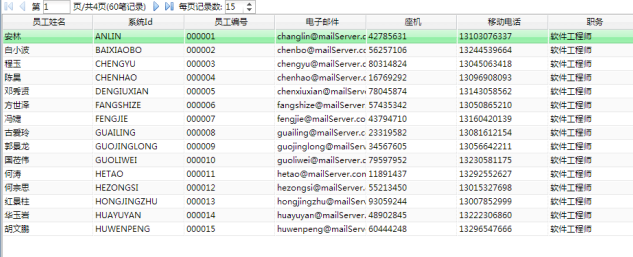 第 1 页/共4页(60笔记录) 每页记录数: 15
员工姓名 系统Id 员工编号 电子邮件 座机 移动电话 职务
安林 ANLIN 000001 changlin@mailServer.com 42785631 13103076337 软件工程师
白小波 BAIXIAOBO 000002 chenbo@mailServer.co 56257106 13244539664 软件工程师
程玉 CHENGYU 000003 chengyu@mailServer.c 80314824 13045063418 软件工程师
陈昊 CHENHAO 000004 chenhao@mailServer.c 16769292 13096908093 软件工程师
邓秀贤 DENGIUXIAN 000005 chenxiuxian@mailServ 78045874 13143058562 软件工程师
方世泽 FANGSHIZE 000006 fangshize@mailServer. 57435342 13050865210 软件工程师
冯婕 FENGJIE 000007 fengjie@mailServer.co 43794710 13160420139 软件工程师
古爱玲 GUAILING 000008 guailing@mailServer.c 23319582 13081612154 软件工程师
郭景龙 GUOJINGLONG 000009 guojinglong@mailServ 34567605 13056642211 软件工程师
国苍伟 GUOLIWEI 000010 guoliwei@mailServer.c 79597952 13230581175 软件工程师
何涛 HETAO 000011 hetao@mailServer.com 11891437 13292552627 软件工程师
何宗思 HEZONGSI 000012 hezongsi@mailServer. 55213450 13015327698 软件工程师
红景柱 HONGJINGZHU 000013 hongjingzhu@mailServ 93059244 13007852999 软件工程师
华玉岩 HUAYUYAN 000014 huayuyan@mailServer 48902845 13222306860 软件工程师
胡文鹏 HUWENPENG 000015 huwenpeng@mailServ 60444248 13296547666 软件工程师